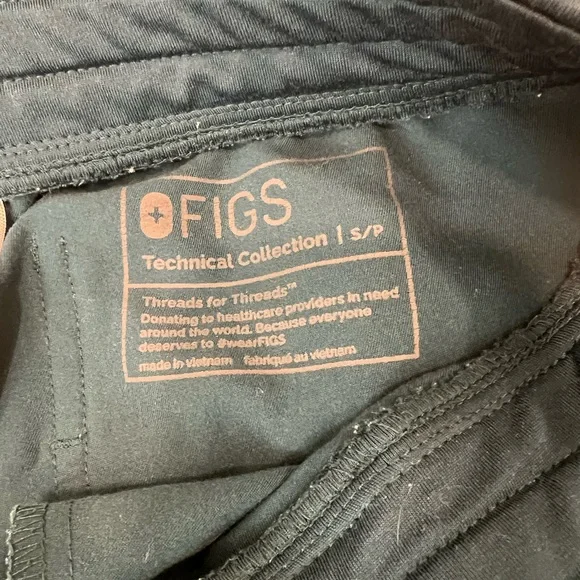 FIGS
Technical Collection | S/P
Threads for Threads™
Donating to healthcare providers in need
around the world. Because everyone
deserves to #wearFIGS
made in vietnam fabriqué au vietnam